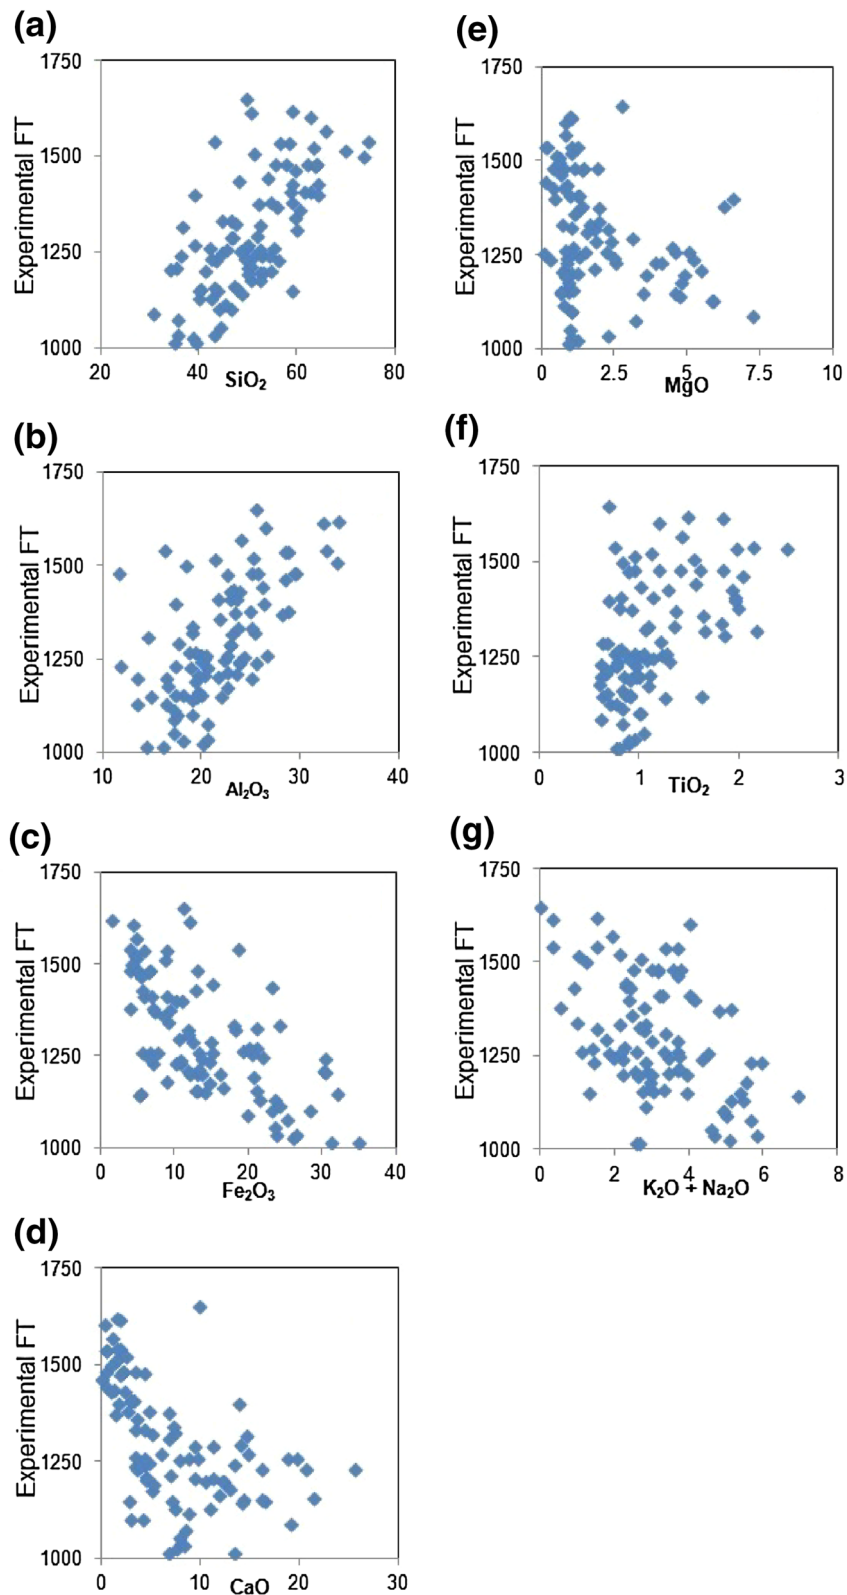 (a)
Experimental FT
1750
1500
1250
1000
20 40 60 80
SiO₂
(b)
Experimental FT
1750
1500
1250
1000
10 20 30 40
Al₂O₃
(c)
Experimental FT
1750
1500
1250
1000
0 10 20 30 40
Fe₂O₃
(d)
Experimental FT
1750
1500
1250
1000
0 10 20 30
CaO
(e)
Experimental FT
1750
1500
1250
1000
0 2.5 5 7.5 10
MgO
(f)
Experimental FT
1750
1500
1250
1000
0 1 2 3
TiO₂
(g)
Experimental FT
1750
1500
1250
1000
0 2 4 6 8
K₂O + Na₂O